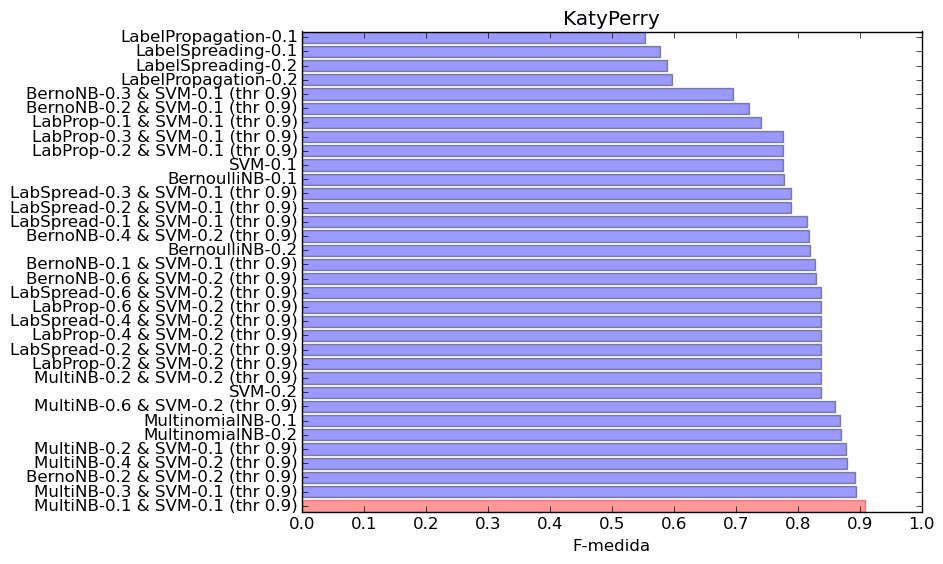 KatyPerry
LabelPropagation-0.1
LabelSpreading-0.1
LabelSpreading-0.2
LabelPropagation-0.2
BernoNB-0.3 & SVM-0.1 (thr 0.9)
BernoNB-0.2 & SVM-0.1 (thr 0.9)
LabProp-0.1 & SVM-0.1 (thr 0.9)
LabProp-0.3 & SVM-0.1 (thr 0.9)
LabProp-0.2 & SVM-0.1 (thr 0.9)
SVM-0.1
BernoulliNB-0.1
LabSpread-0.3 & SVM-0.1 (thr 0.9)
LabSpread-0.2 & SVM-0.1 (thr 0.9)
LabSpread-0.1 & SVM-0.1 (thr 0.9)
BernoNB-0.4 & SVM-0.2 (thr 0.9)
BernoulliNB-0.2
BernoNB-0.1 & SVM-0.1 (thr 0.9)
BernoNB-0.6 & SVM-0.2 (thr 0.9)
LabSpread-0.6 & SVM-0.2 (thr 0.9)
LabProp-0.6 & SVM-0.2 (thr 0.9)
LabSpread-0.4 & SVM-0.2 (thr 0.9)
LabProp-0.4 & SVM-0.2 (thr 0.9)
LabSpread-0.2 & SVM-0.2 (thr 0.9)
LabProp-0.2 & SVM-0.2 (thr 0.9)
MultiNB-0.2 & SVM-0.2 (thr 0.9)
SVM-0.2
MultiNB-0.6 & SVM-0.2 (thr 0.9)
MultinomialNB-0.1
MultinomialNB-0.2
MultiNB-0.2 & SVM-0.1 (thr 0.9)
MultiNB-0.4 & SVM-0.2 (thr 0.9)
BernoNB-0.2 & SVM-0.2 (thr 0.9)
MultiNB-0.3 & SVM-0.1 (thr 0.9)
MultiNB-0.1 & SVM-0.1 (thr 0.9)
0.0 0.1 0.2 0.3 0.4 0.5 0.6 0.7 0.8 0.9 1.0
F-medida